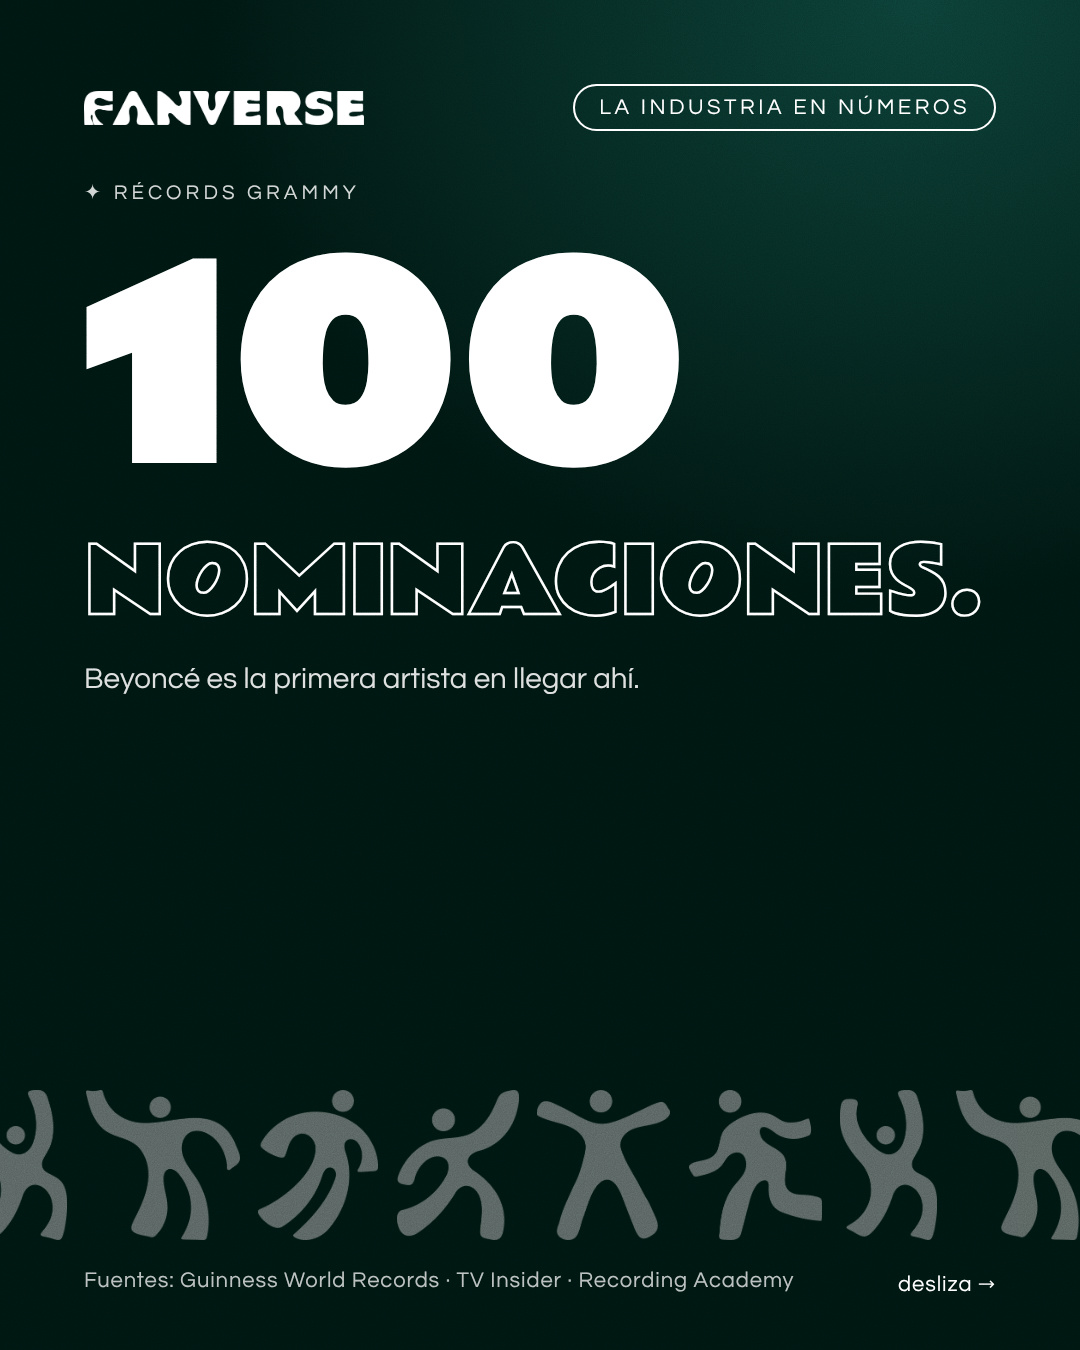 FANVERSE
LA INDUSTRIA EN NÚMEROS
✦ RÉCORDS GRAMMY
100
NOMINACIONES.
Beyoncé es la primera artista en llegar ahí.
Fuentes: Guinness World Records · TV Insider · Recording Academy
desliza →